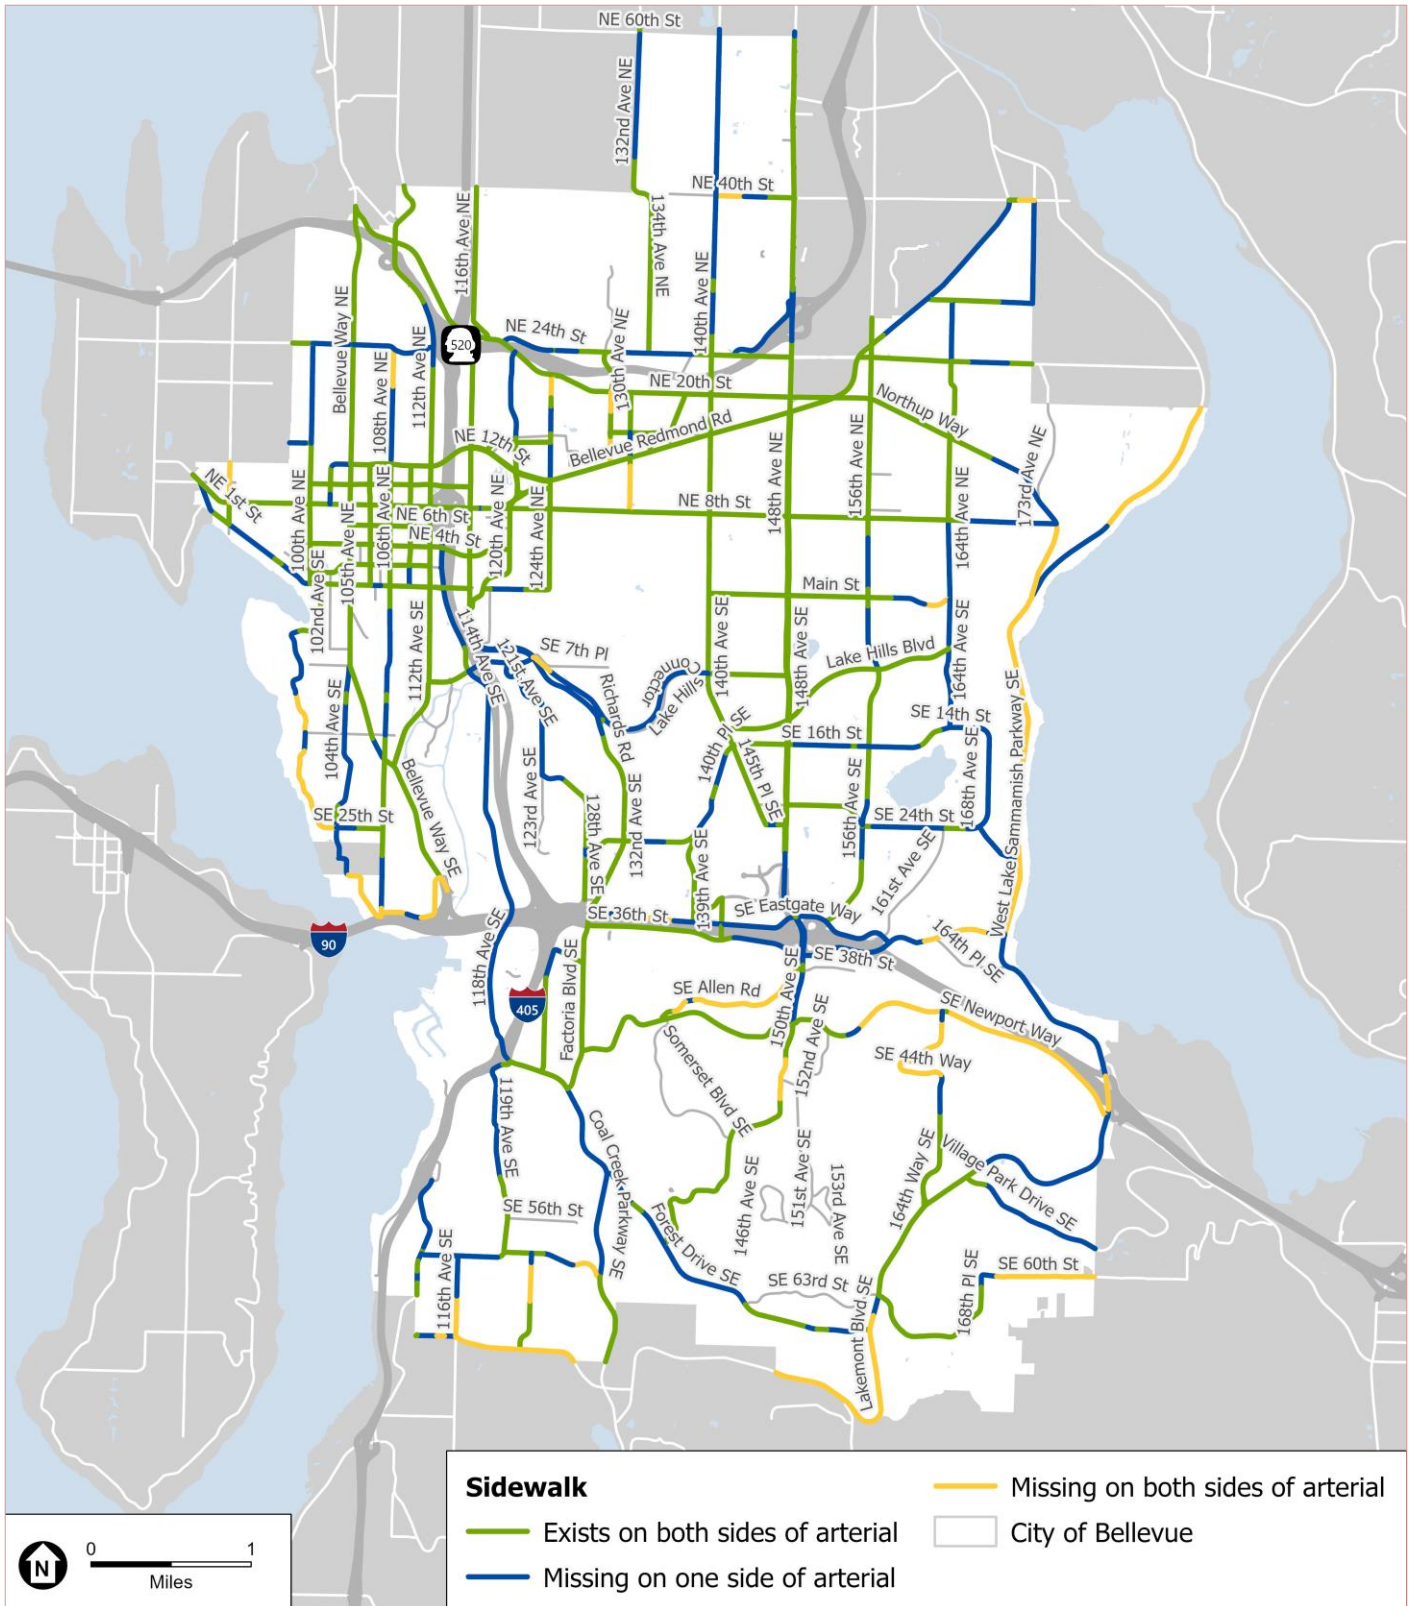 NE 60th St
132nd Ave NE
NE 40th St
134th Ave NE
116th Ave NE
140th Ave NE
Bellevue Way NE
112th Ave NE
108th Ave NE
520
NE 24th St
130th Ave NE
NE 20th St
Northup Way
Bellevue Redmond Rd
NE 12th St
148th Ave NE
156th Ave NE
164th Ave NE
173rd Ave NE
NE 1st St
100th Ave NE
105th Ave NE
106th Ave NE
NE 6th St
NE 4th St
NE 8th St
120th Ave NE
124th Ave NE
102nd Ave SE
Main St
112th Ave SE
114th Ave SE
121st Ave SE
SE 7th Pl
Richards Rd
Lake Hills
Connector
140th Ave SE
148th Ave SE
Lake Hills Blvd
164th Ave SE
104th Ave SE
SE 14th St
SE 16th St
140th Pl SE
145th Pl SE
Bellevue Way SE
123rd Ave SE
132nd Ave SE
128th Ave SE
156th Ave SE
168th Ave SE
SE 24th St
SE 25th St
West Lake Sammamish Parkway SE
161st Ave SE
139th Ave SE
SE 36th St
SE Eastgate Way
90
118th Ave SE
405
Factoria Blvd SE
SE 38th St
164th Pl SE
SE Allen Rd
150th Ave SE
152nd Ave SE
SE Newport Way
SE 44th Way
Somerset Blvd SE
119th Ave SE
Coal Creek Parkway SE
SE 56th St
146th Ave SE
151st Ave SE
153rd Ave SE
164th Way SE
Village Park Drive SE
Forest Drive SE
116th Ave SE
SE 63rd St
SE 60th St
168th Pl SE
Lakemont Blvd SE
Sidewalk
Exists on both sides of arterial
Missing on one side of arterial
Missing on both sides of arterial
City of Bellevue
N
0 1
Miles